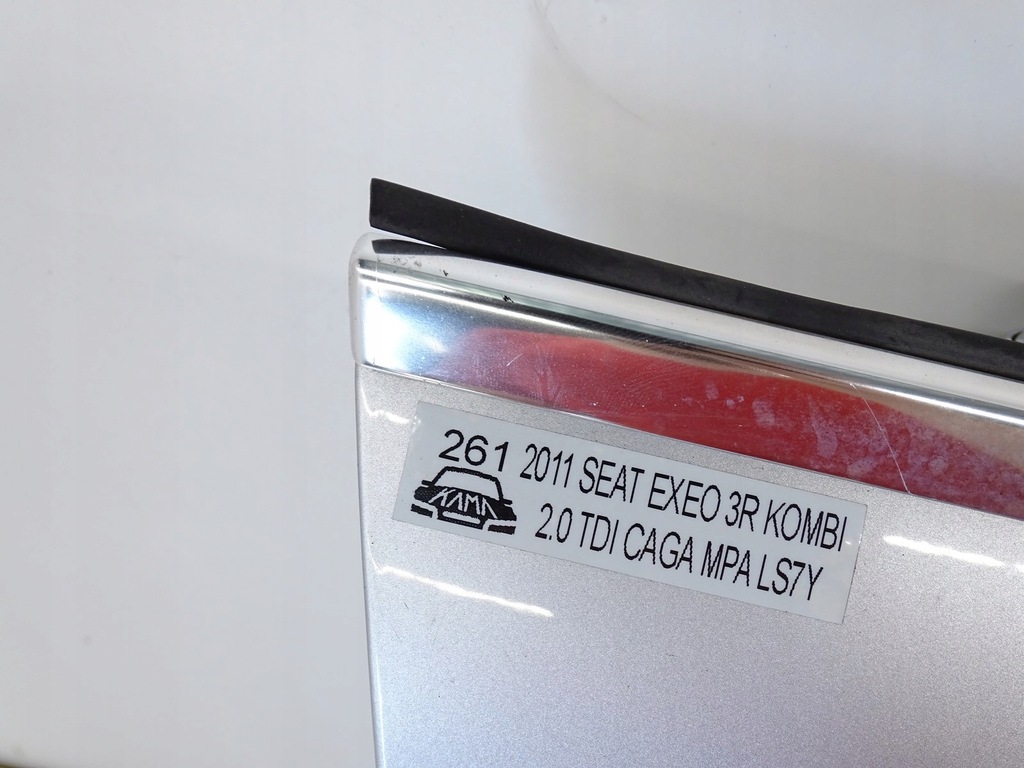 261 2011 SEAT EXEO 3R KOMBI
KAMA 2.0 TDI CAGA MPA LS7Y